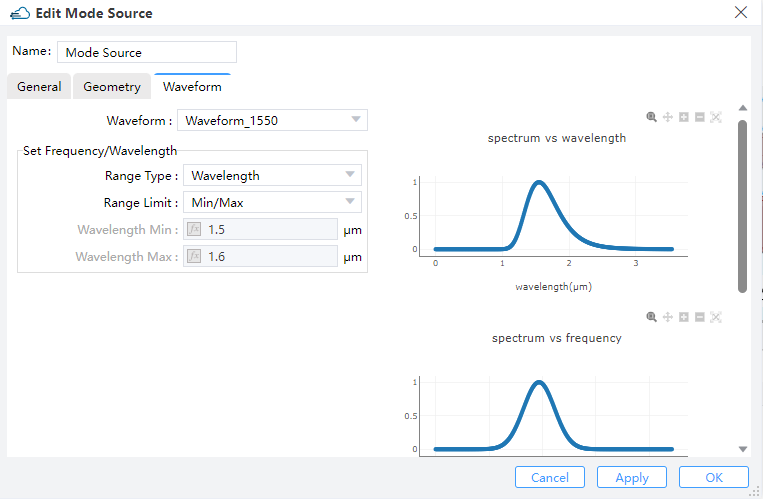 Edit Mode Source
Name: Mode Source
General Geometry Waveform
Waveform : Waveform_1550
Set Frequency/Wavelength
Range Type : Wavelength
Range Limit : Min/Max
Wavelength Min : fx 1.5 μm
Wavelength Max : fx 1.6 μm
spectrum vs wavelength
1
0.5
0
0 1 2 3
wavelength(μm)
spectrum vs frequency
1
0.5
0
Cancel Apply OK